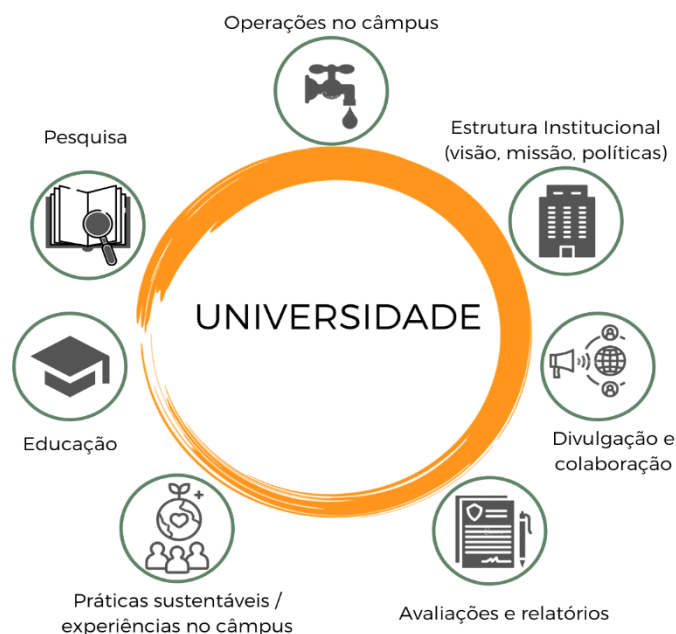 Operações no câmpus
Estrutura Institucional
(visão, missão, políticas)
Pesquisa
UNIVERSIDADE
Educação
Divulgação e
colaboração
Práticas sustentáveis /
experiências no câmpus
Avaliações e relatórios